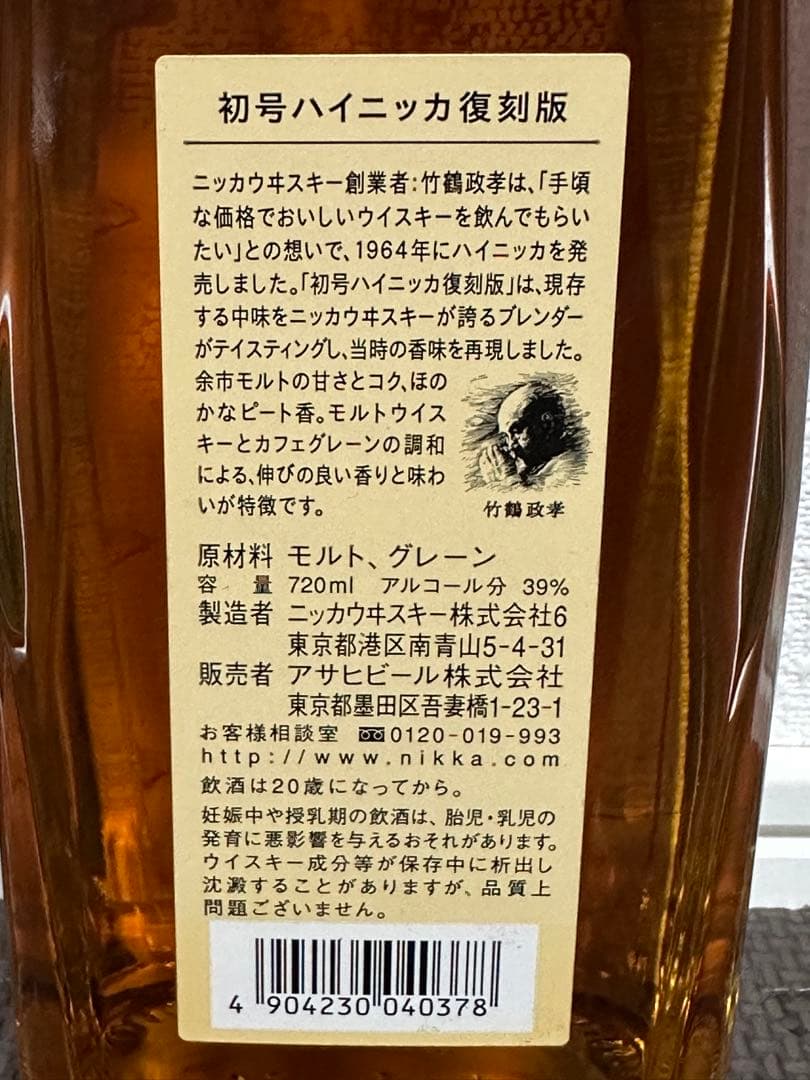 初号ハイニッカ復刻版
ニッカウヰスキー創業者:竹鶴政孝は、「手頃
な価格でおいしいウイスキーを飲んでもらい
たい」との想いで、1964年にハイニッカを発
売しました。「初号ハイニッカ復刻版」は、現存
する中味をニッカウヰスキーが誇るブレンダー
がテイスティングし、当時の香味を再現しました。
余市モルトの甘さとコク、ほの
かなピート香。モルトウイス
キーとカフェグレーンの調和
による、伸びの良い香りと味わ
いが特徴です。
竹鶴政孝
原材料 モルト、グレーン
容 量 720ml アルコール分 39%
製造者 ニッカウヰスキー株式会社6
東京都港区南青山5-4-31
販売者 アサヒビール株式会社
東京都墨田区吾妻橋1-23-1
お客様相談室 0120-019-993
http://www.nikka.com
飲酒は20歳になってから。
妊娠中や授乳期の飲酒は、胎児・乳児の
発育に悪影響を与えるおそれがあります。
ウイスキー成分等が保存中に析出し
沈澱することがありますが、品質上
問題ございません。
4 904230 040378